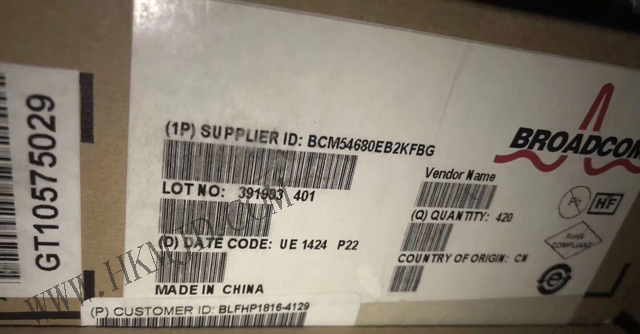 GT10575029
(1P) SUPPLIER ID: BCM54680EB2KFBG
BROADCOM
Vendor Name
LOT NO: 391993 401
(Q) QUANTITY: 420
HF
RoHS
COMPLIANT
(D) DATE CODE: UE 1424 P22
COUNTRY OF ORIGIN: CN
MADE IN CHINA
(P) CUSTOMER ID: BLFHP1816-4129
WWW.HKMJD.COM